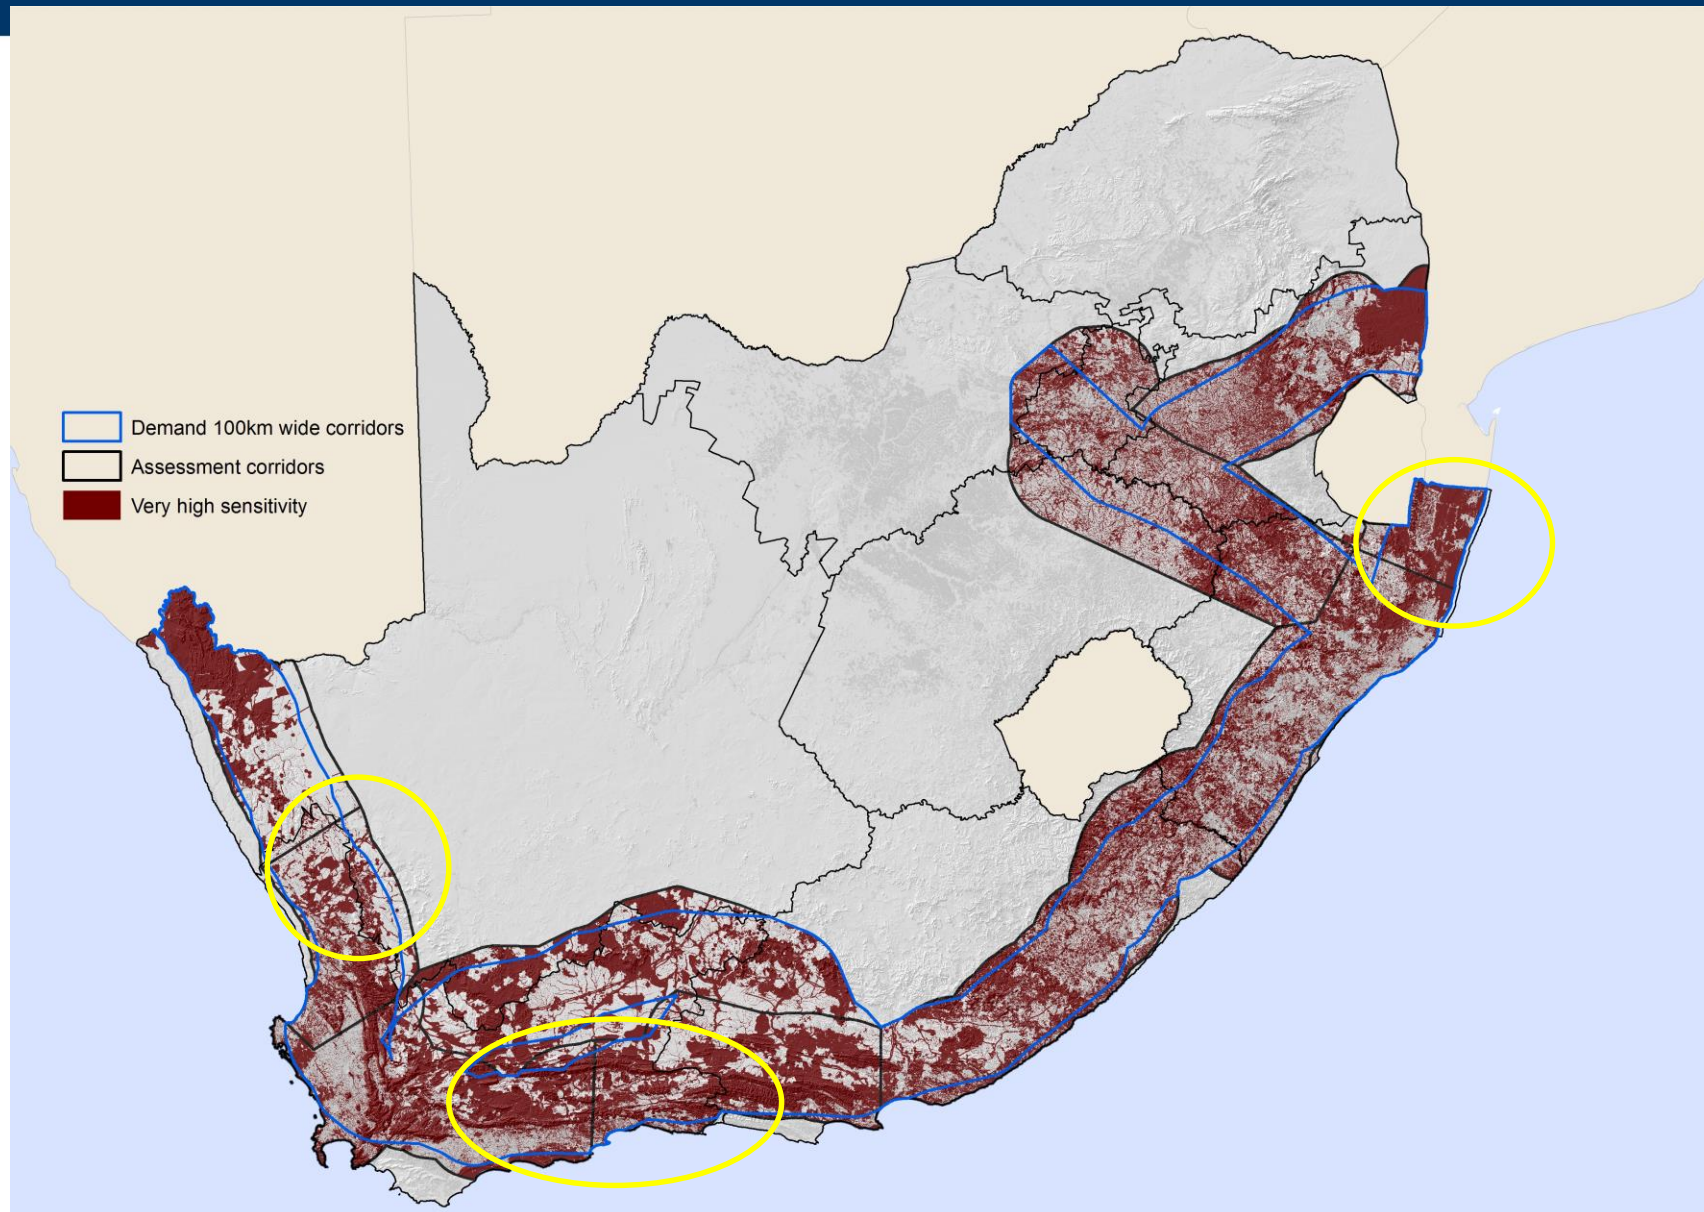 Demand 100km wide corridors
Assessment corridors
Very high sensitivity